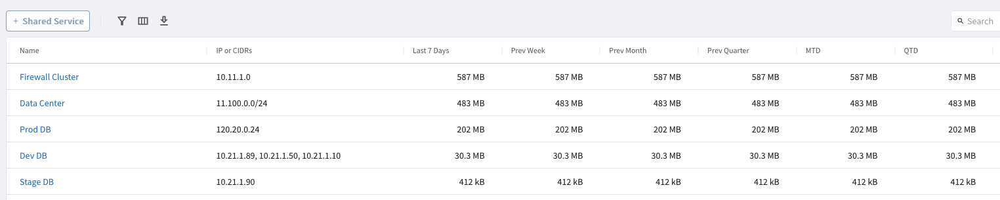 + Shared Service
Search
Name IP or CIDRs Last 7 Days Prev Week Prev Month Prev Quarter MTD QTD
Firewall Cluster 10.11.1.0 587 MB 587 MB 587 MB 587 MB 587 MB 587 MB
Data Center 11.100.0.0/24 483 MB 483 MB 483 MB 483 MB 483 MB 483 MB
Prod DB 120.20.0.24 202 MB 202 MB 202 MB 202 MB 202 MB 202 MB
Dev DB 10.21.1.89, 10.21.1.50, 10.21.1.10 30.3 MB 30.3 MB 30.3 MB 30.3 MB 30.3 MB 30.3 MB
Stage DB 10.21.1.90 412 kB 412 kB 412 kB 412 kB 412 kB 412 kB